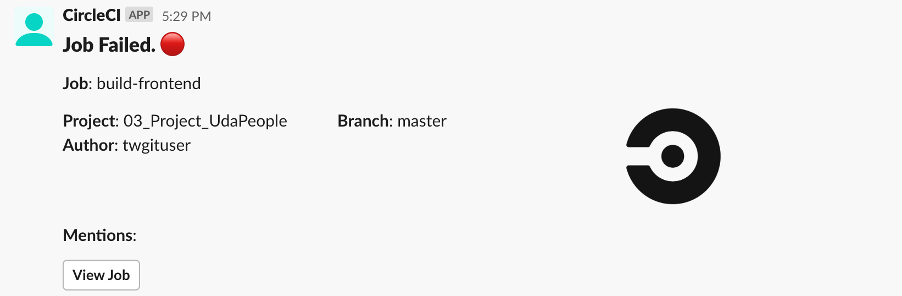 CircleCI APP 5:29 PM
Job Failed. 🔴
Job: build-frontend
Project: 03_Project_UdaPeople Branch: master
Author: twgituser
Mentions:
View Job